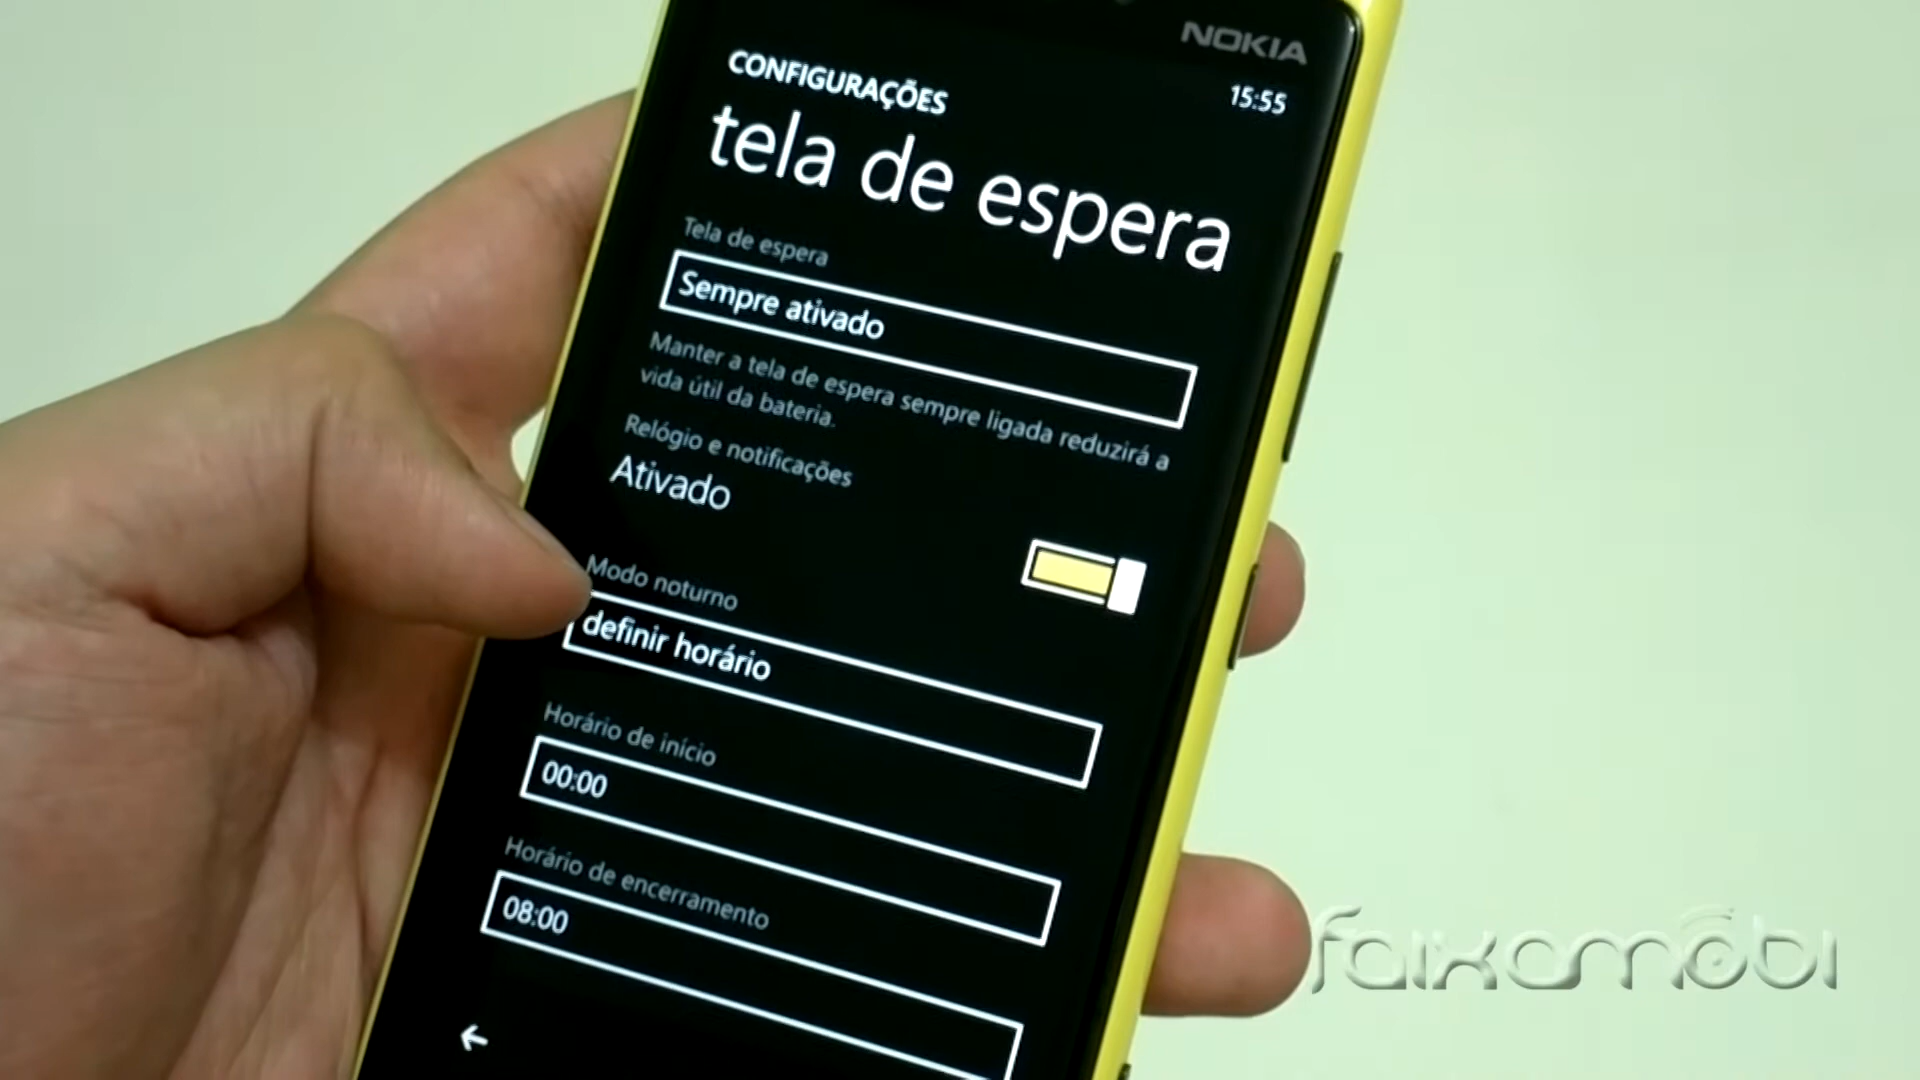 NOKIA
15:55
CONFIGURAÇÕES
tela de espera
Tela de espera
Sempre ativado
Manter a tela de espera sempre ligada reduzirá a
vida útil da bateria.
Relógio e notificações
Ativado
Modo noturno
definir horário
Horário de início
00:00
Horário de encerramento
08:00
faixamobi